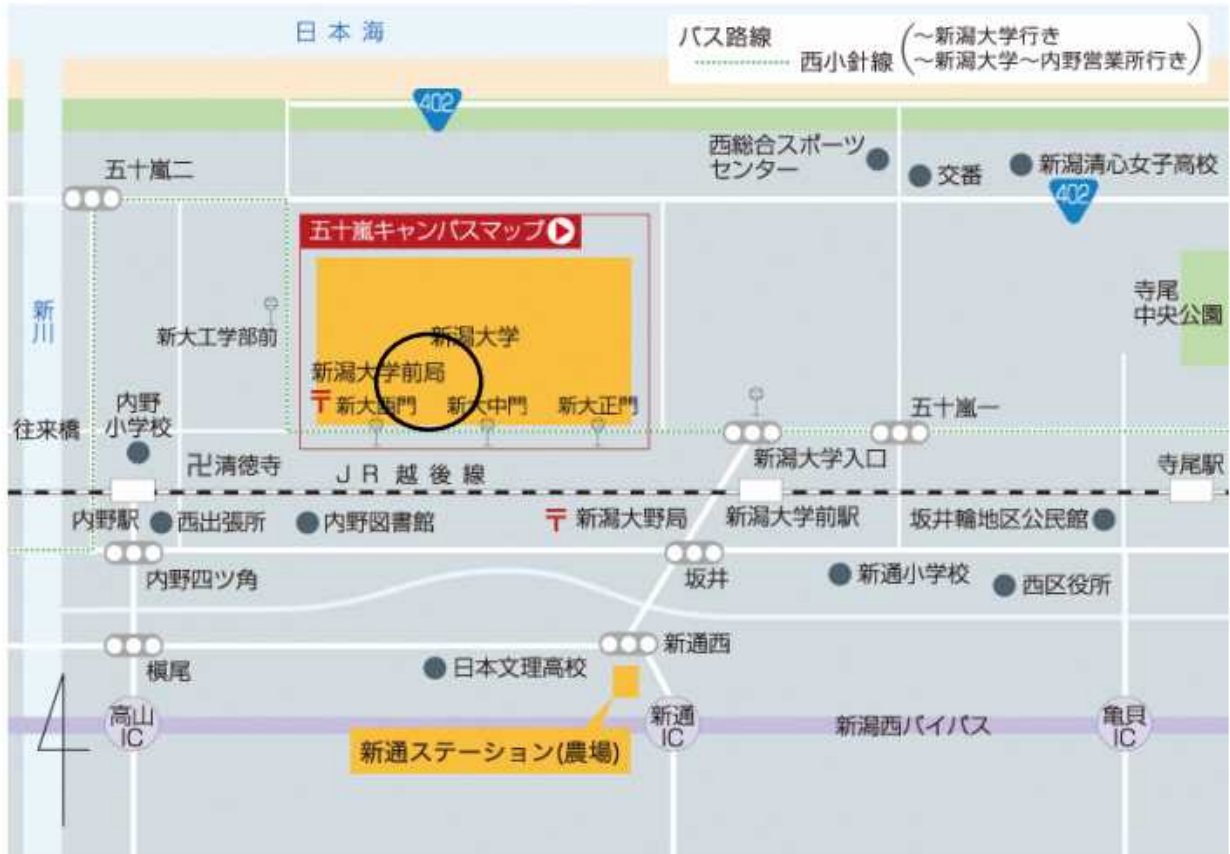 日本海
バス路線
西小針線
～新潟大学行き
～新潟大学～内野営業所行き
402
西総合スポーツ
センター
交番
新潟清心女子高校
402
五十嵐二
五十嵐キャンパスマップ
新川
寺尾
中央公園
新大工学部前
新潟大学
新潟大学前局
〒
新大西門
新大中門
新大正門
内野
小学校
往来橋
五十嵐一
卍清徳寺
JR越後線
新潟大学入口
寺尾駅
内野駅
西出張所
内野図書館
〒
新潟大野局
新潟大学前駅
坂井輪地区公民館
内野四ツ角
坂井
新通小学校
西区役所
槇尾
日本文理高校
新通西
高山
IC
新通
IC
新潟西バイパス
亀貝
IC
新通ステーション(農場)